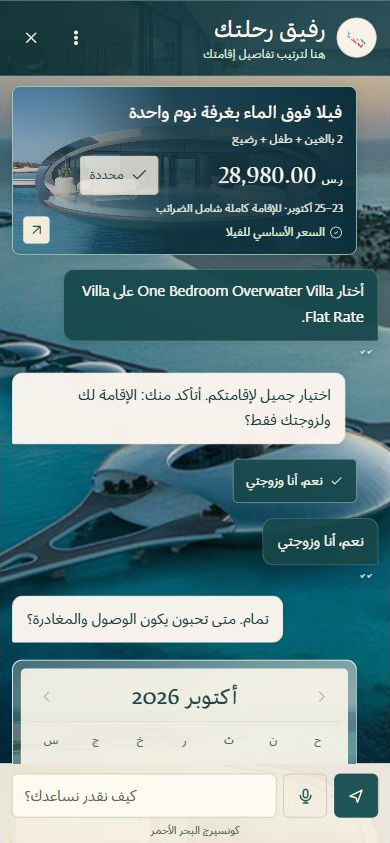 رفيق رحلتك
هنا لترتيب تفاصيل إقامتك
فيلا فوق الماء بغرفة نوم واحدة
2 بالغين + طفل + رضيع
ر.س 28,980.00
محددة
23–25 أكتوبر· للإقامة كاملة شامل الضرائب
السعر الأساسي للفيلا
أختار One Bedroom Overwater Villa على Villa
Flat Rate.
اختيار جميل لإقامتكم. أتأكد منك: الإقامة لك
ولزوجتك فقط؟
نعم، أنا وزوجتي
نعم، أنا وزوجتي
تمام. متى تحبون يكون الوصول والمغادرة؟
أكتوبر 2026
ح ن ث ر خ ج س
كيف نقدر نساعدك؟
كونسيرج البحر الأحمر